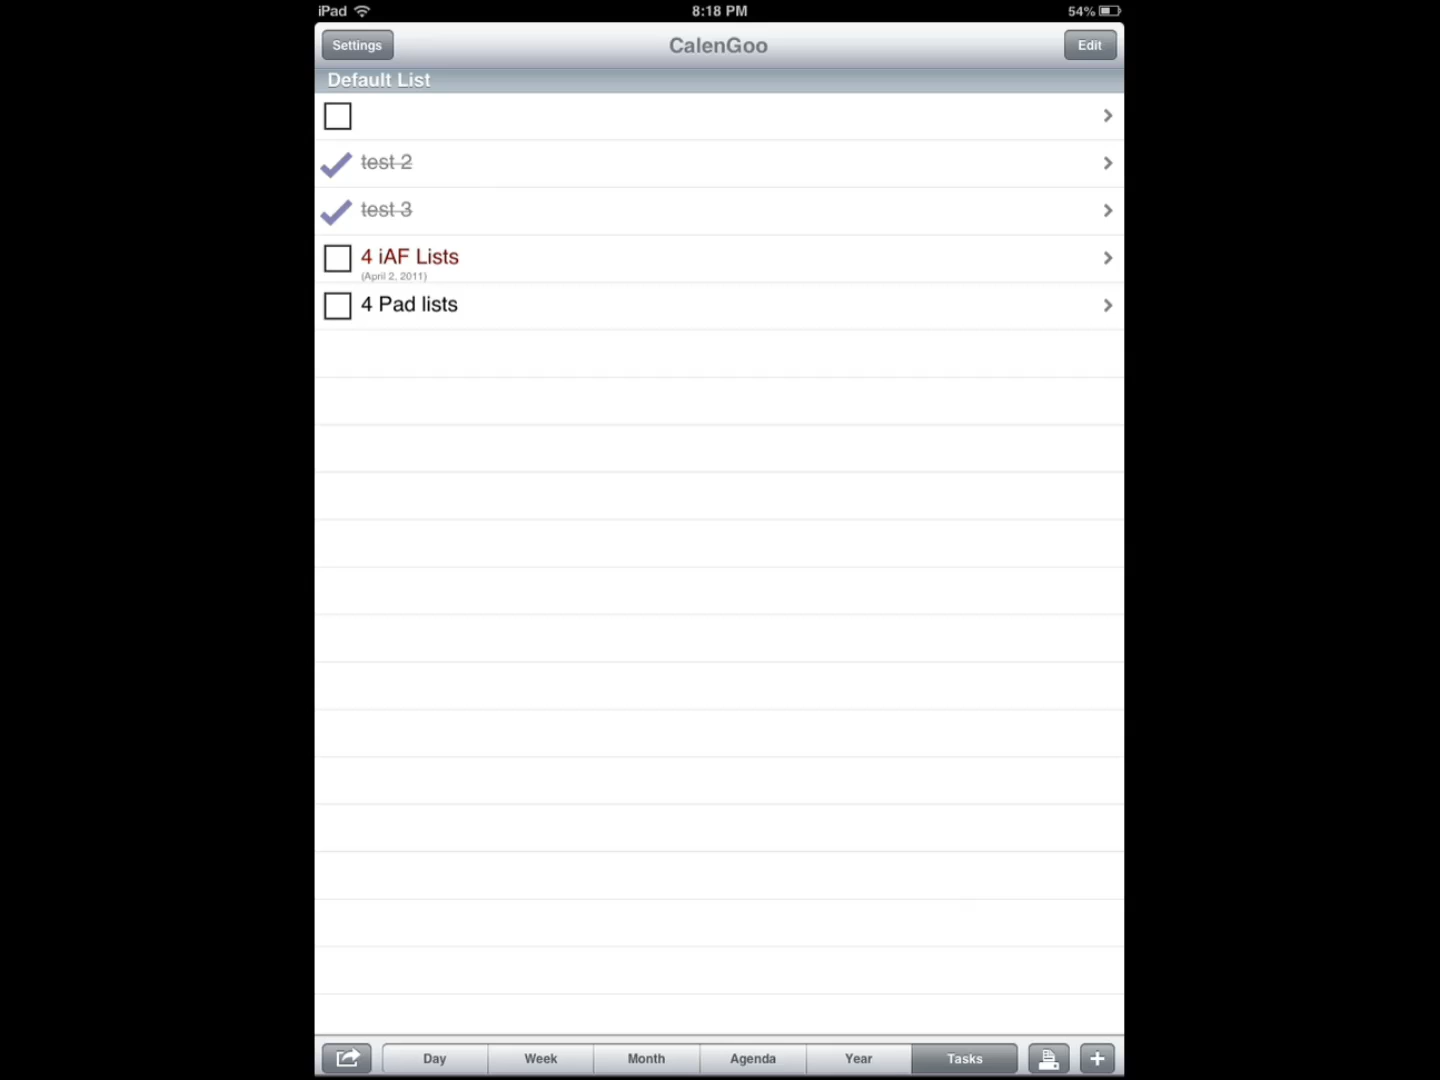 iPad 8:18 PM 54%
Settings CalenGoo Edit
Default List
test 2
test 3
4 iAF Lists
(April 2, 2011)
4 Pad lists
Day Week Month Agenda Year Tasks